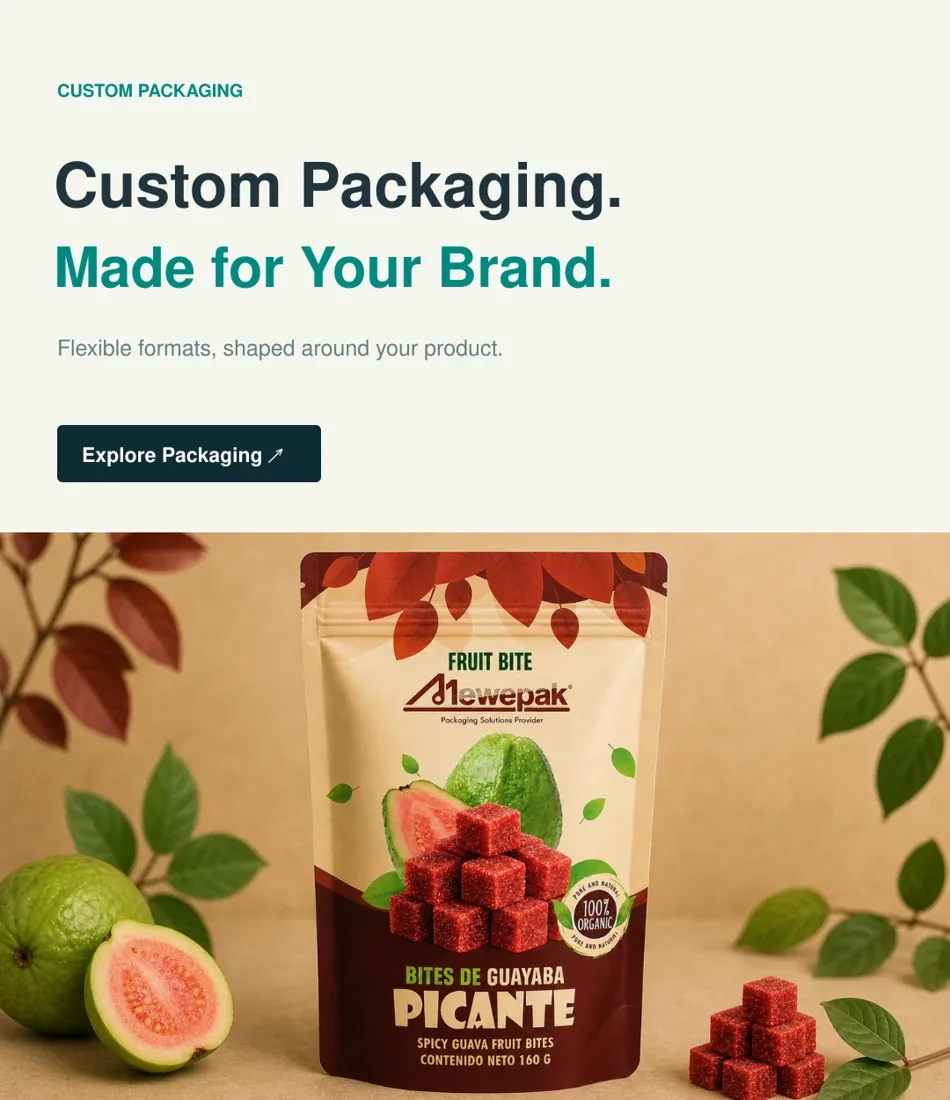 CUSTOM PACKAGING
Custom Packaging.
Made for Your Brand.
Flexible formats, shaped around your product.
Explore Packaging ↗
FRUIT BITE
Mewepak®
Packaging Solutions Provider
PURE AND NATURAL
100%
ORGANIC
PURE AND NATURAL
BITES DE GUAYABA
PICANTE
SPICY GUAVA FRUIT BITES
CONTENIDO NETO 160 G